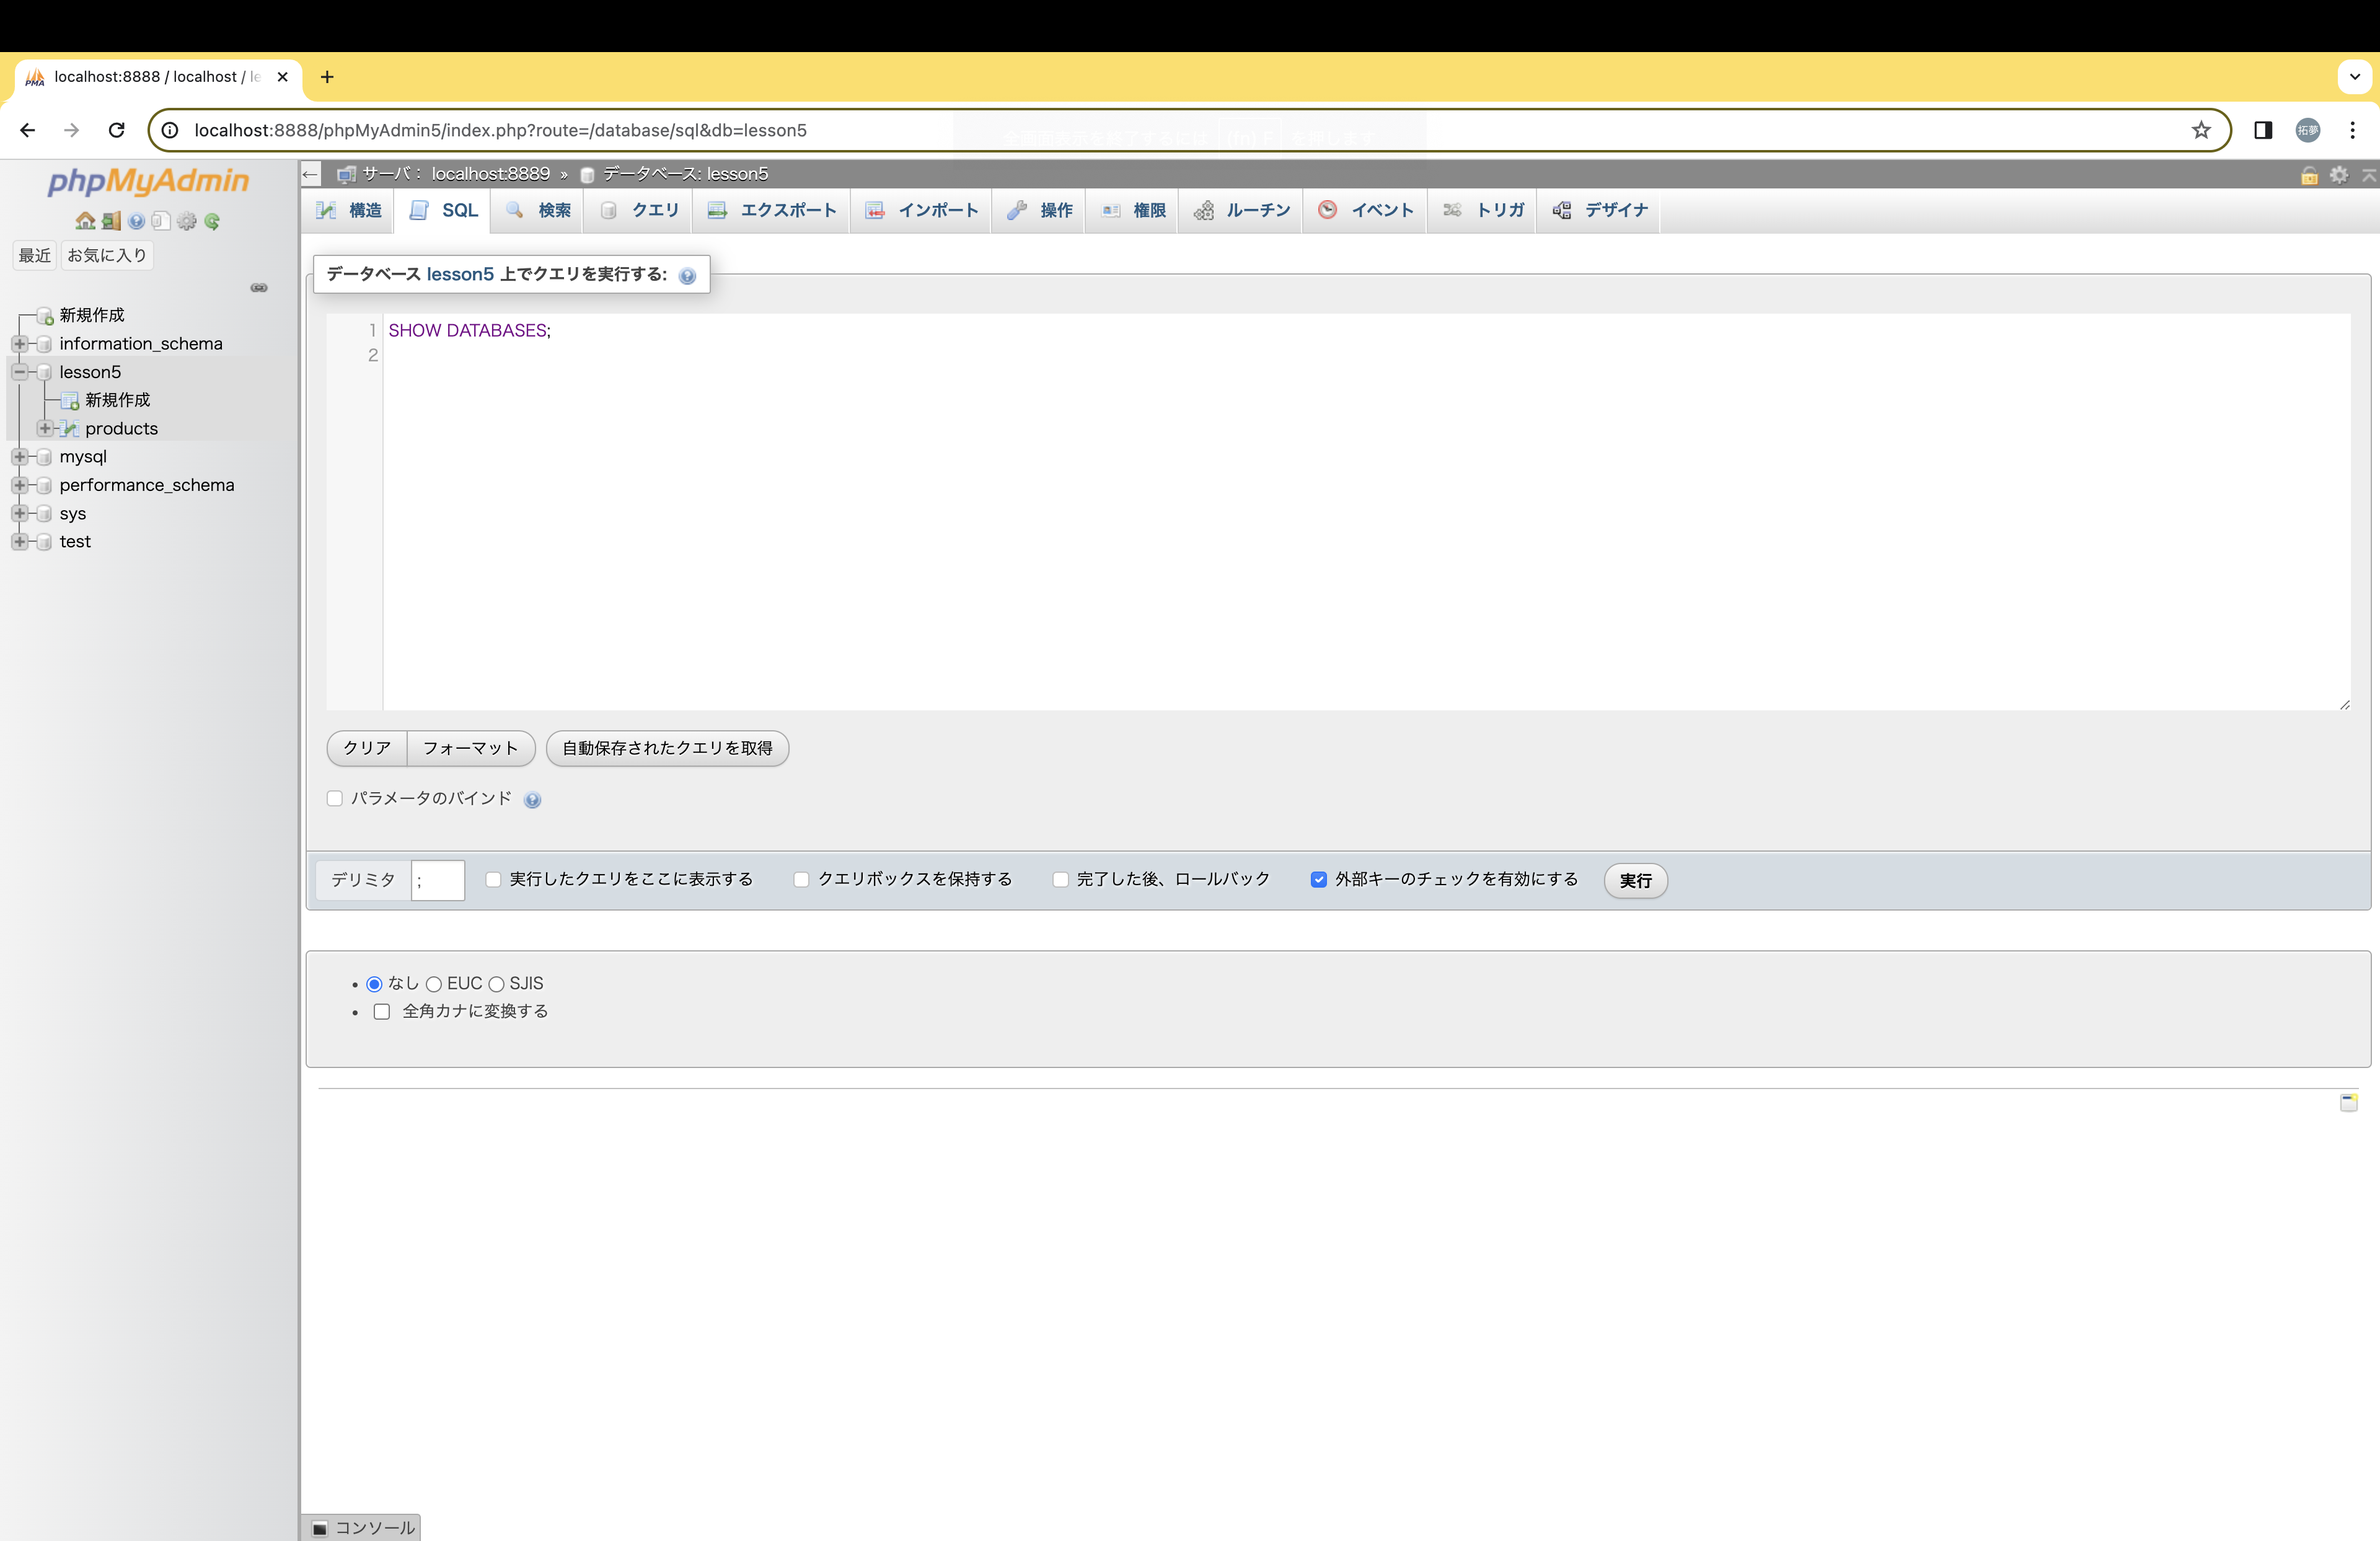 localhost:8888 / localhost / le
localhost:8888/phpMyAdmin5/index.php?route=/database/sql&db=lesson5
拓夢
phpMyAdmin
最近 お気に入り
新規作成
information_schema
lesson5
新規作成
products
mysql
performance_schema
sys
test
サーバ： localhost:8889 » データベース: lesson5
構造 SQL 検索 クエリ エクスポート インポート 操作 権限 ルーチン イベント トリガ デザイナ
データベース lesson5 上でクエリを実行する:
1 SHOW DATABASES;
2
クリア フォーマット 自動保存されたクエリを取得
パラメータのバインド
デリミタ ; 実行したクエリをここに表示する クエリボックスを保持する 完了した後、ロールバック 外部キーのチェックを有効にする 実行
なし EUC SJIS
全角カナに変換する
コンソール